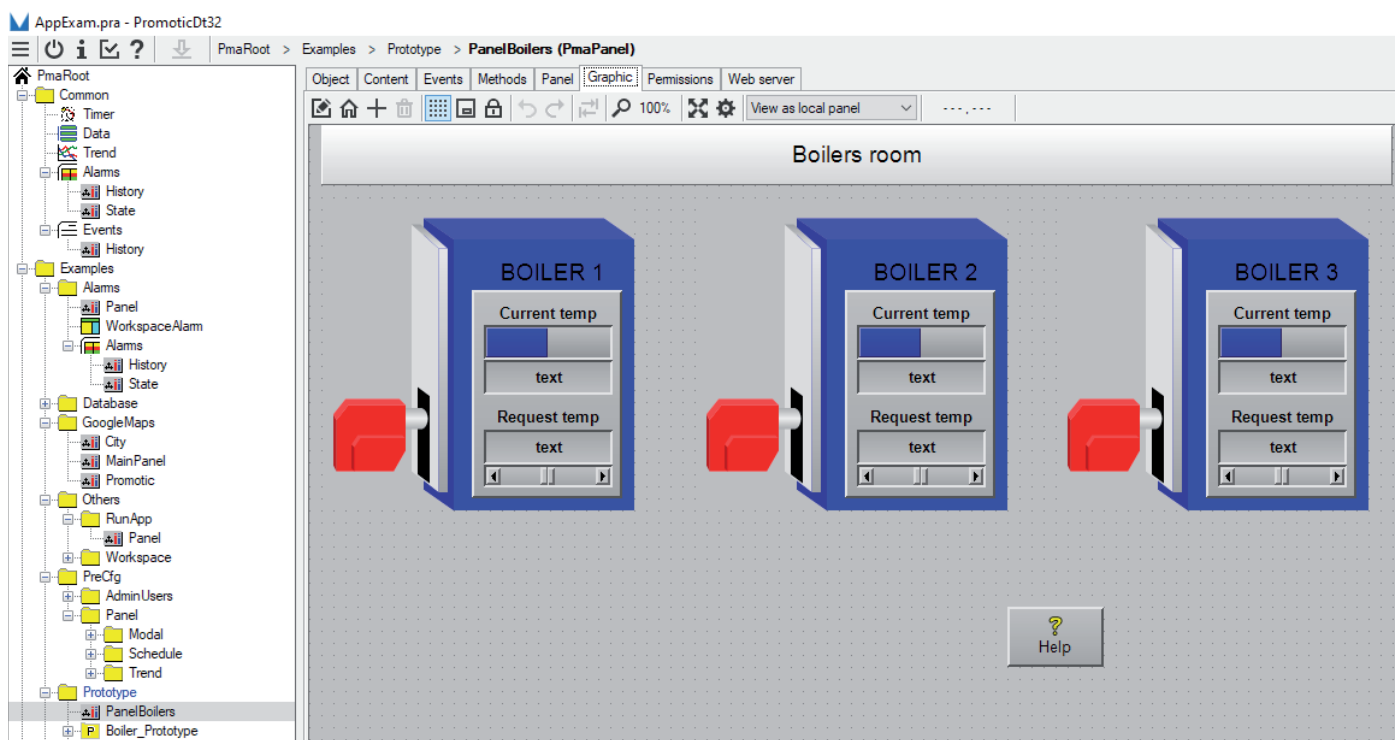 AppExam.pra - PromoticDt32
PmaRoot > Examples > Prototype > PanelBoilers (PmaPanel)
PmaRoot
Common
Timer
Data
Trend
Alarms
History
State
Events
History
Examples
Alarms
Panel
WorkspaceAlarm
Alarms
History
State
Database
GoogleMaps
City
MainPanel
Promotic
Others
RunApp
Panel
Workspace
PreCfg
AdminUsers
Panel
Modal
Schedule
Trend
Prototype
PanelBoilers
P Boiler_Prototype
Object Content Events Methods Panel Graphic Permissions Web server
100% View as local panel ---.---
Boilers room
BOILER 1 BOILER 2 BOILER 3
Current temp Current temp Current temp
text text text
Request temp Request temp Request temp
text text text
?
Help